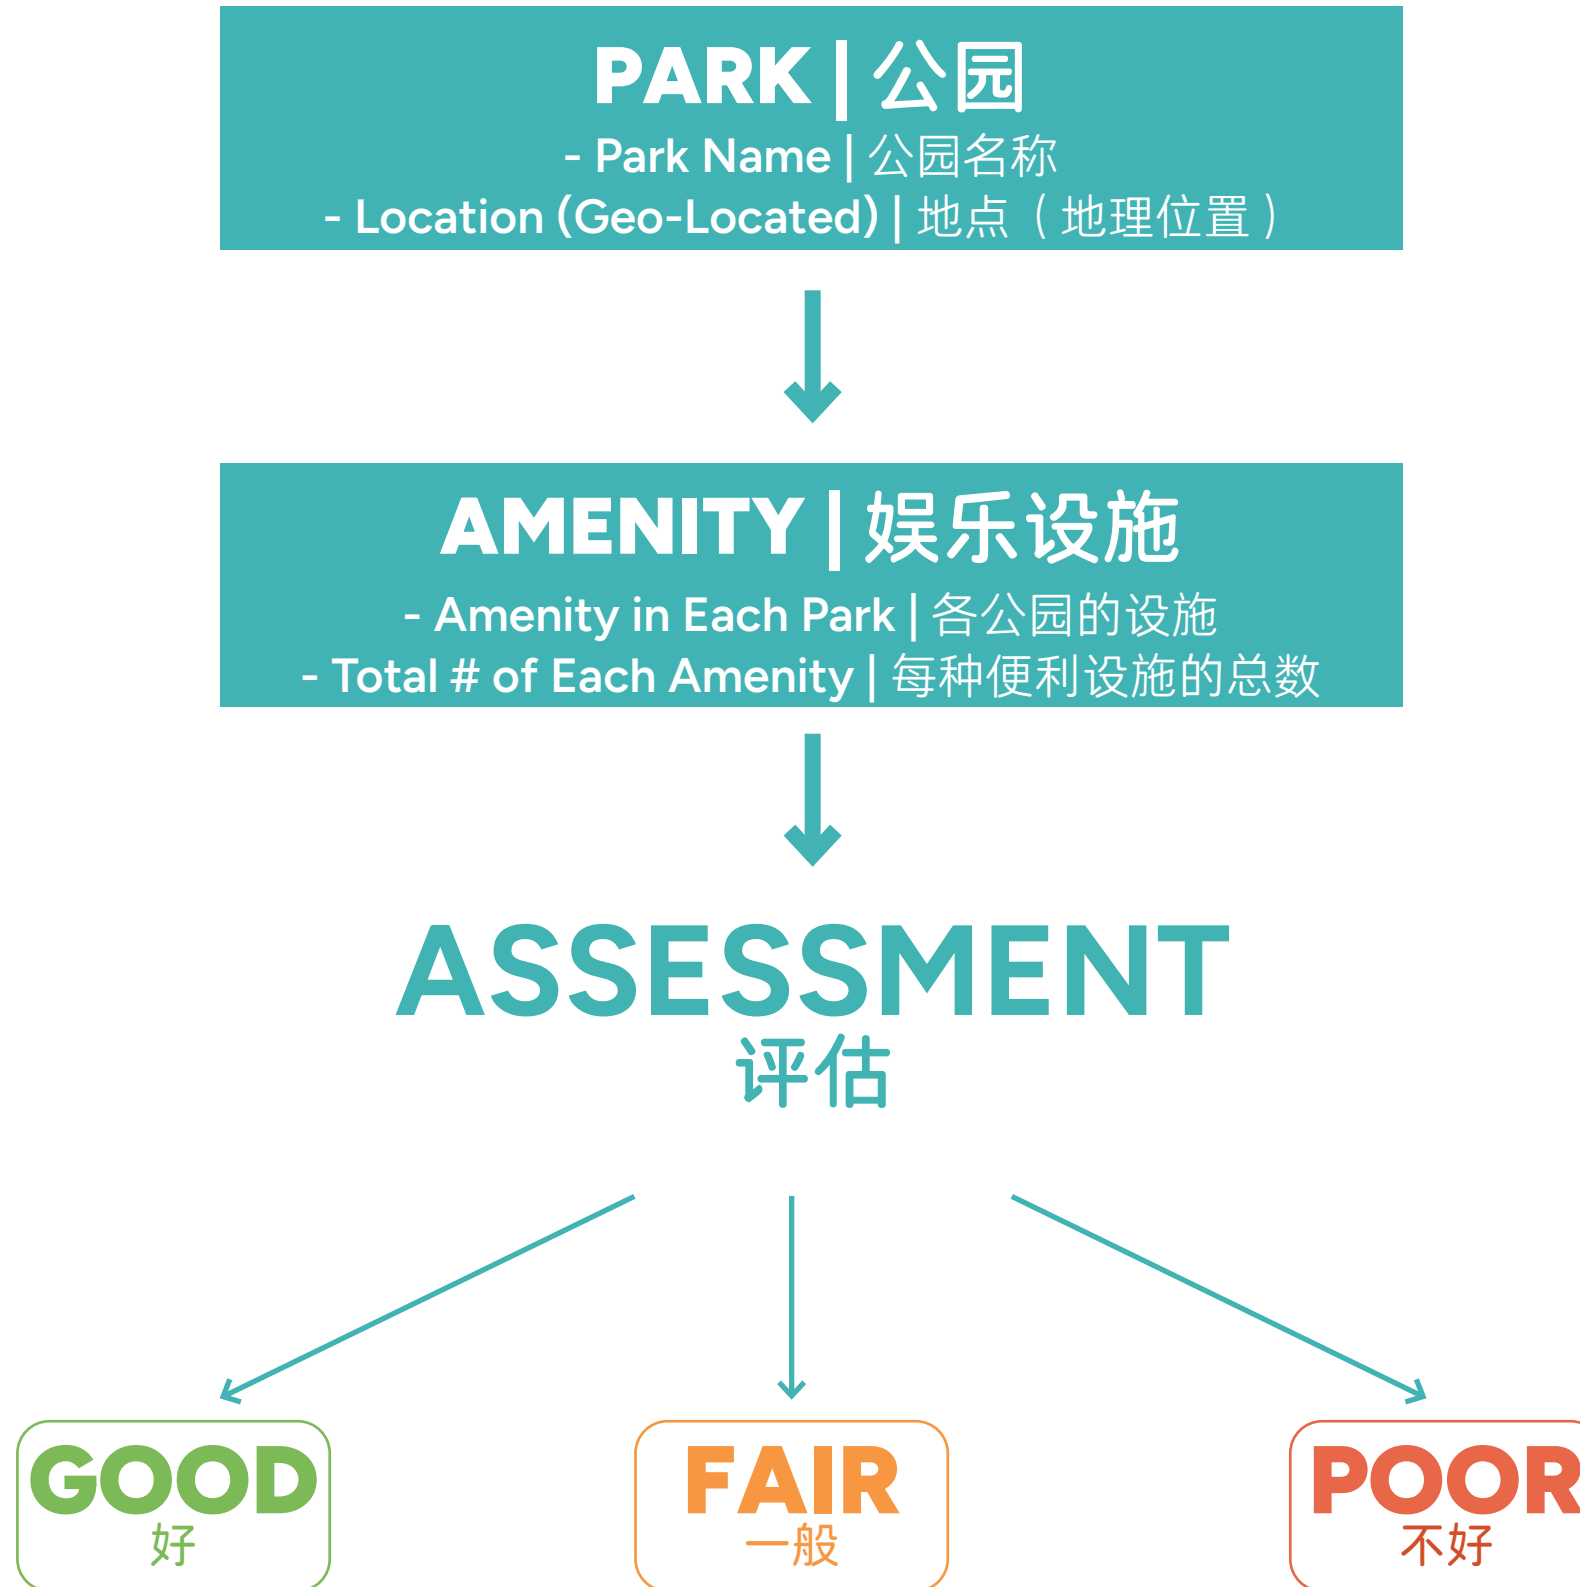 PARK | 公园
- Park Name | 公园名称
- Location (Geo-Located) | 地点（地理位置）
AMENITY | 娱乐设施
- Amenity in Each Park | 各公园的设施
- Total # of Each Amenity | 每种便利设施的总数
ASSESSMENT
评估
GOOD
好
FAIR
一般
POOR
不好